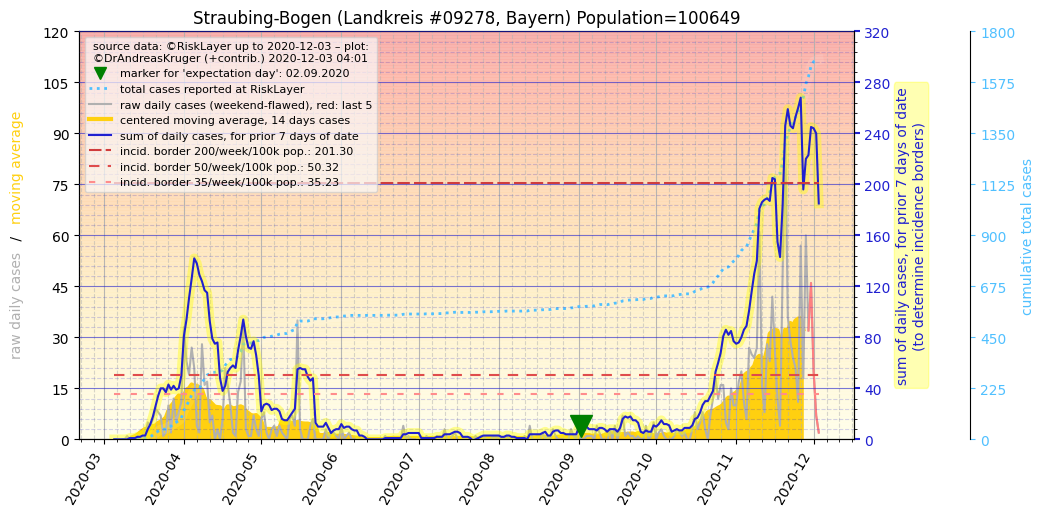 Straubing-Bogen (Landkreis #09278, Bayern) Population=100649
source data: ©RiskLayer up to 2020-12-03 – plot:
©DrAndreasKruger (+contrib.) 2020-12-03 04:01
marker for 'expectation day': 02.09.2020
total cases reported at RiskLayer
raw daily cases (weekend-flawed), red: last 5
centered moving average, 14 days cases
sum of daily cases, for prior 7 days of date
incid. border 200/week/100k pop.: 201.30
incid. border 50/week/100k pop.: 50.32
incid. border 35/week/100k pop.: 35.23
raw daily cases / moving average
120
105
90
75
60
45
30
15
0
320
280
240
200
160
120
80
40
0
sum of daily cases, for prior 7 days of date
(to determine incidence borders)
1800
1575
1350
1125
900
675
450
225
0
cumulative total cases
2020-03
2020-04
2020-05
2020-06
2020-07
2020-08
2020-09
2020-10
2020-11
2020-12